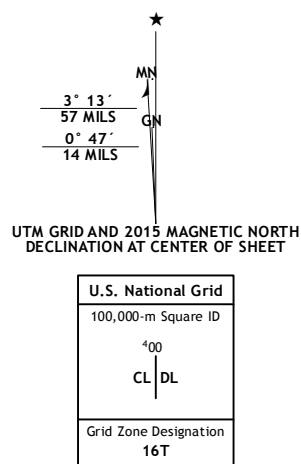 ★
MN
3° 13´
57 MILS
GN
0° 47´
14 MILS
UTM GRID AND 2015 MAGNETIC NORTH
DECLINATION AT CENTER OF SHEET
U.S. National Grid
100,000-m Square ID
⁴00
CL DL
Grid Zone Designation
16T